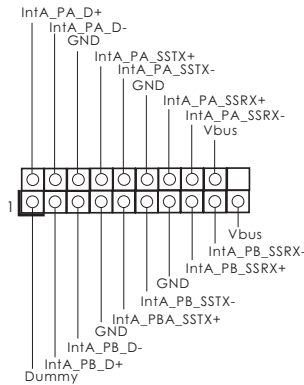 IntA_PA_D+
IntA_PA_D-
GND
IntA_PA_SSTX+
IntA_PA_SSTX-
GND
IntA_PA_SSRX+
IntA_PA_SSRX-
Vbus
1
Vbus
IntA_PB_SSRX-
IntA_PB_SSRX+
GND
IntA_PB_SSTX-
IntA_PBA_SSTX+
GND
IntA_PB_D-
IntA_PB_D+
Dummy